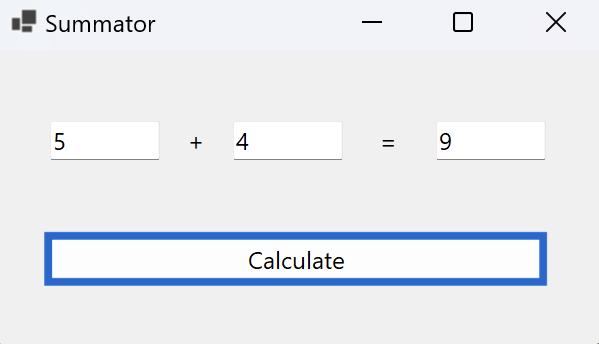 Summator
5 + 4 = 9
Calculate